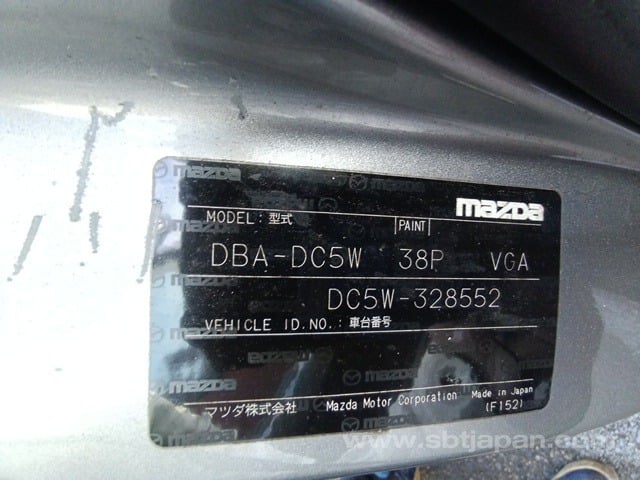 mazda
MODEL: 型式 PAINT
DBA-DC5W 38P VGA
DC5W-328552
VEHICLE ID.NO.: 車台番号
mazda
マツダ株式会社 Mazda Motor Corporation Made in Japan
(F152)
www.sbtjapan.com